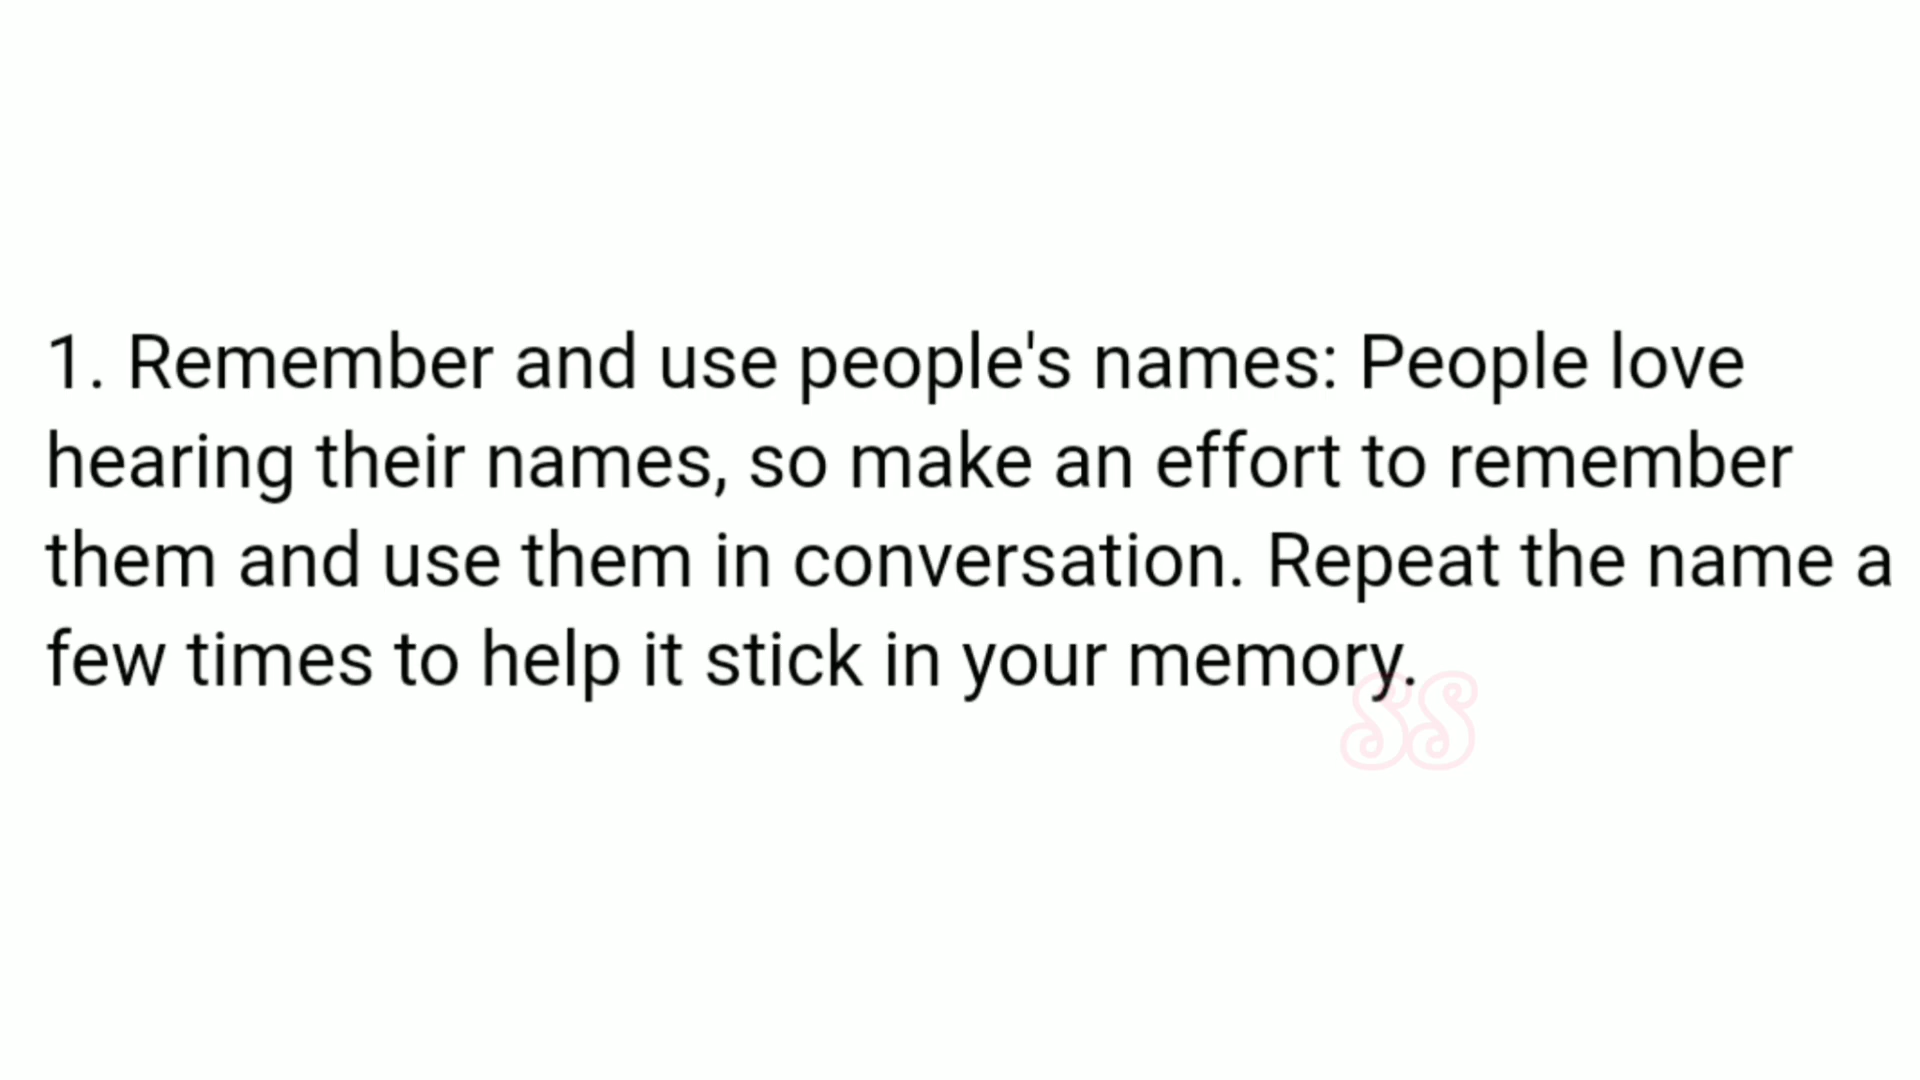 1. Remember and use people's names: People love
hearing their names, so make an effort to remember
them and use them in conversation. Repeat the name a
few times to help it stick in your memory.
SS